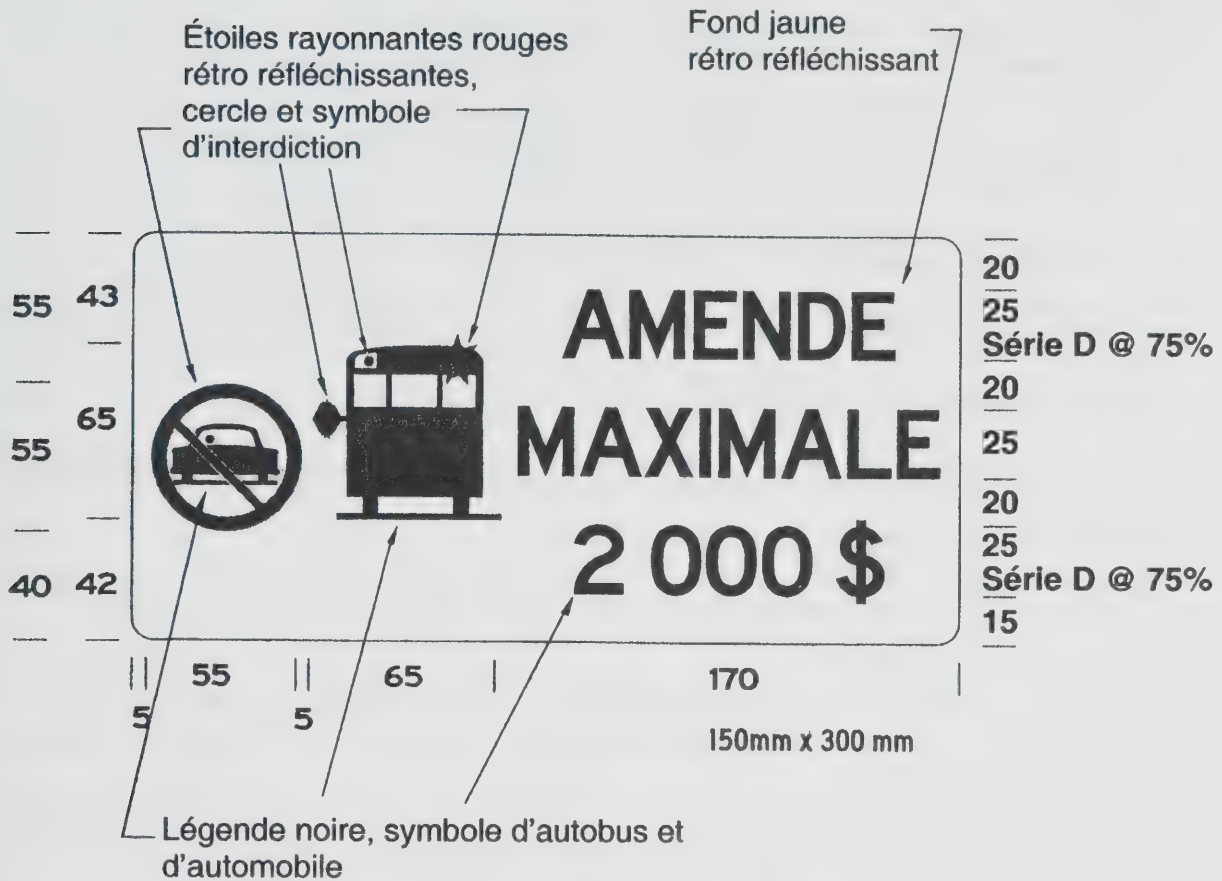 Étoiles rayonnantes rouges
rétro réfléchissantes,
cercle et symbole
d'interdiction
Fond jaune
rétro réfléchissant
55
43
55
65
40
42
AMENDE
MAXIMALE
2 000 $
20
25
Série D @ 75%
20
25
20
25
Série D @ 75%
15
5
55
5
65
170
150mm x 300 mm
Légende noire, symbole d'autobus et
d'automobile